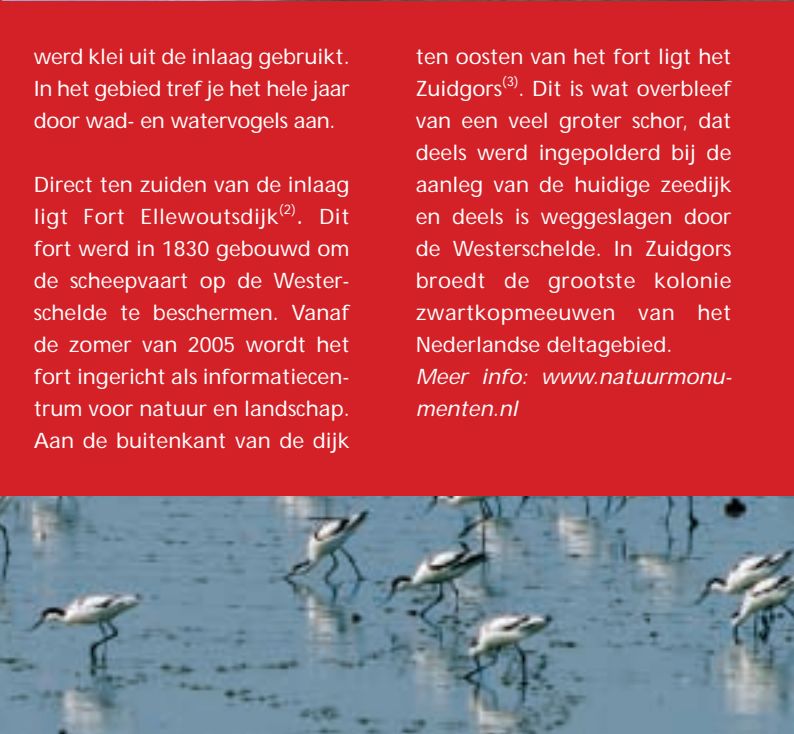 werd klei uit de inlaag gebruikt.
In het gebied tref je het hele jaar
door wad- en watervogels aan.
Direct ten zuiden van de inlaag
ligt Fort Ellewoutsdijk(2). Dit
fort werd in 1830 gebouwd om
de scheepvaart op de Wester-
schelde te beschermen. Vanaf
de zomer van 2005 wordt het
fort ingericht als informatiecen-
trum voor natuur en landschap.
Aan de buitenkant van de dijk
ten oosten van het fort ligt het
Zuidgors(3). Dit is wat overbleef
van een veel groter schor, dat
deels werd ingepolderd bij de
aanleg van de huidige zeedijk
en deels is weggeslagen door
de Westerschelde. In Zuidgors
broedt de grootste kolonie
zwartkopmeeuwen van het
Nederlandse deltagebied.
Meer info: www.natuurmonu-
menten.nl